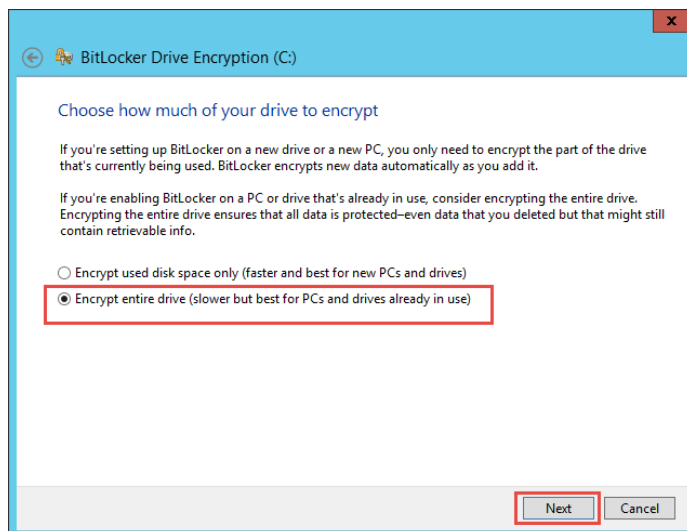 x
BitLocker Drive Encryption (C:)
Choose how much of your drive to encrypt
If you're setting up BitLocker on a new drive or a new PC, you only need to encrypt the part of the drive
that's currently being used. BitLocker encrypts new data automatically as you add it.
If you're enabling BitLocker on a PC or drive that's already in use, consider encrypting the entire drive.
Encrypting the entire drive ensures that all data is protected–even data that you deleted but that might still
contain retrievable info.
Encrypt used disk space only (faster and best for new PCs and drives)
Encrypt entire drive (slower but best for PCs and drives already in use)
Next Cancel